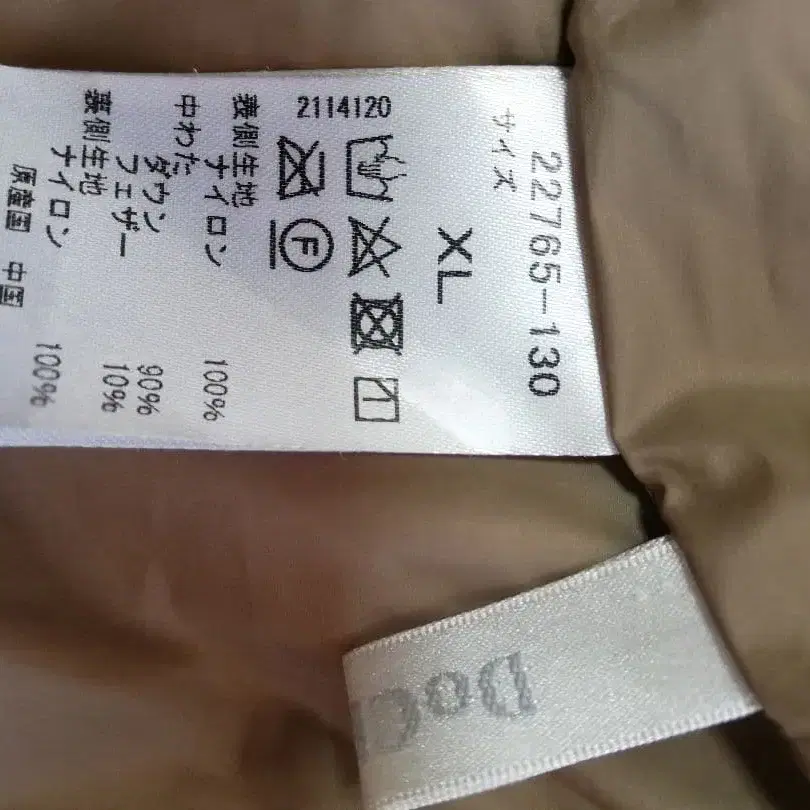 22765-130
サイズ
XL
F
2114120
表側生地
ナイロン 100%
中わた
ダウン 90%
フェザー 10%
裏側生地
ナイロン 100%
原産国 中国
DoC